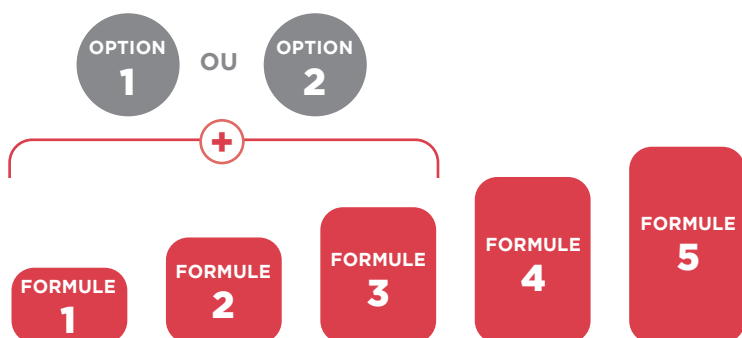 OPTION
1
OU
OPTION
2
+
FORMULE
1
FORMULE
2
FORMULE
3
FORMULE
4
FORMULE
5